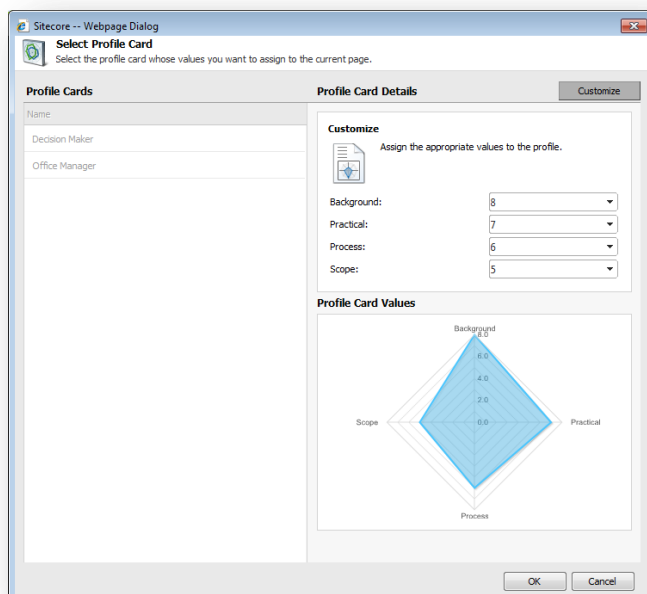 Sitecore -- Webpage Dialog
Select Profile Card
Select the profile card whose values you want to assign to the current page.
Profile Cards
Name
Decision Maker
Office Manager
Profile Card Details
Customize
Customize
Assign the appropriate values to the profile.
Background:
8
Practical:
7
Process:
6
Scope:
5
Profile Card Values
Background
8.0
6.0
4.0
2.0
Scope
0.0
Practical
Process
OK
Cancel